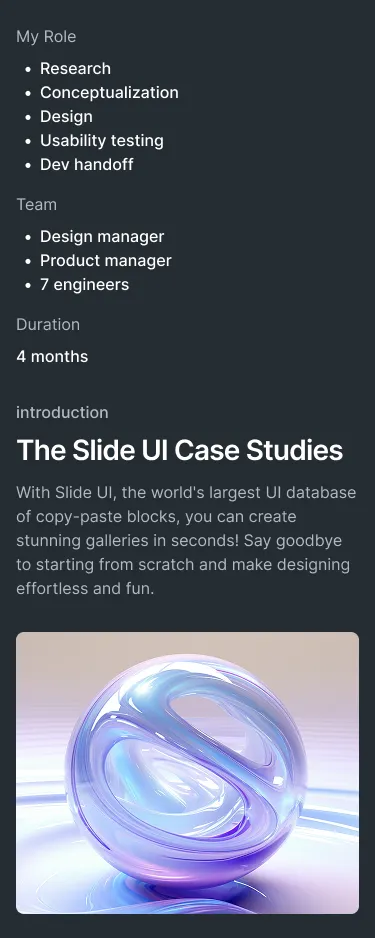 My Role
• Research
• Conceptualization
• Design
• Usability testing
• Dev handoff
Team
• Design manager
• Product manager
• 7 engineers
Duration
4 months
introduction
The Slide UI Case Studies
With Slide UI, the world's largest UI database
of copy-paste blocks, you can create
stunning galleries in seconds! Say goodbye
to starting from scratch and make designing
effortless and fun.